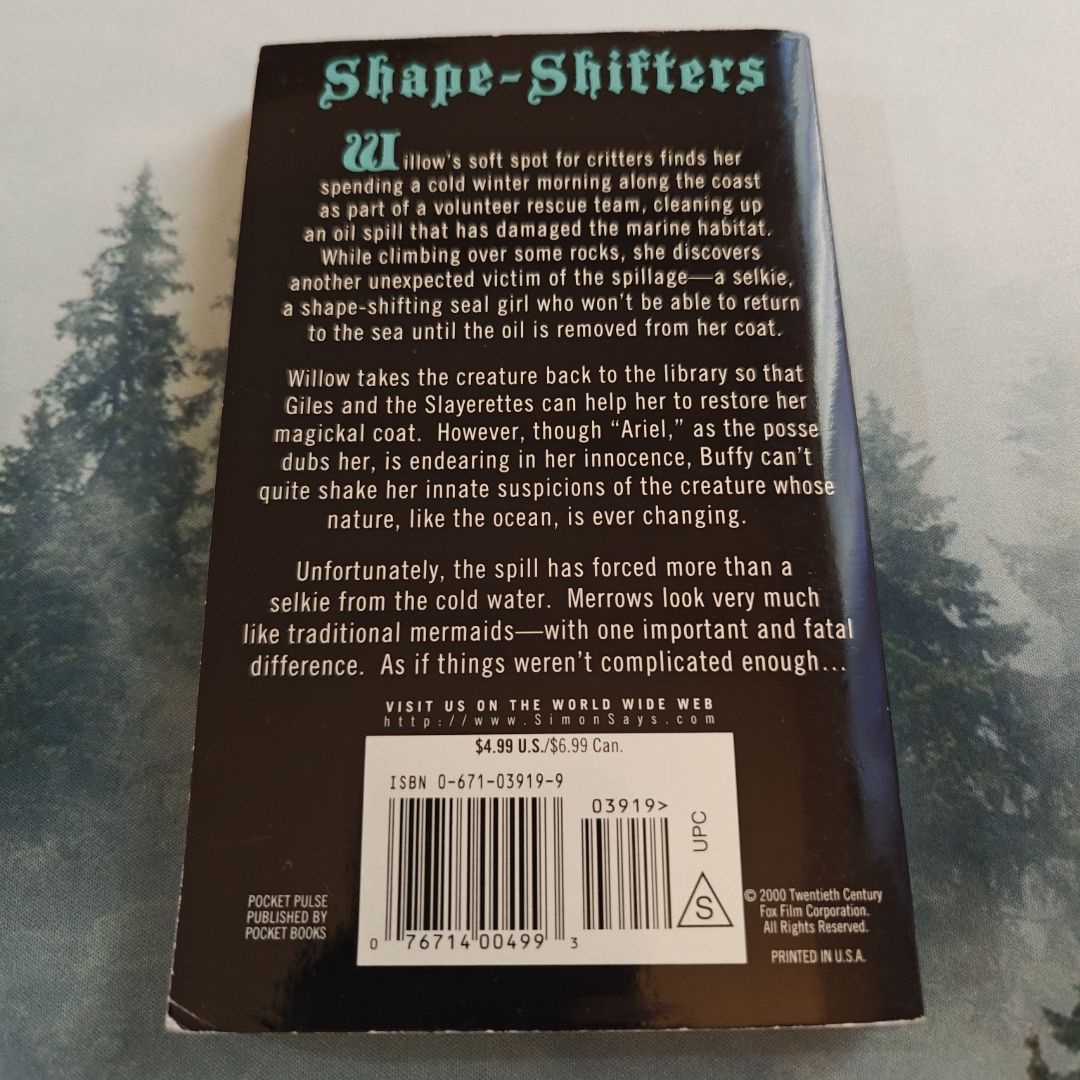 Shape-Shifters
Willow's soft spot for critters finds her
spending a cold winter morning along the coast
as part of a volunteer rescue team, cleaning up
an oil spill that has damaged the marine habitat.
While climbing over some rocks, she discovers
another unexpected victim of the spillage—a selkie,
a shape-shifting seal girl who won't be able to return
to the sea until the oil is removed from her coat.
Willow takes the creature back to the library so that
Giles and the Slayerettes can help her to restore her
magickal coat. However, though “Ariel,” as the posse
dubs her, is endearing in her innocence, Buffy can't
quite shake her innate suspicions of the creature whose
nature, like the ocean, is ever changing.
Unfortunately, the spill has forced more than a
selkie from the cold water. Merrows look very much
like traditional mermaids—with one important and fatal
difference. As if things weren't complicated enough...
VISIT US ON THE WORLD WIDE WEB
http://www.SimonSays.com
$4.99 U.S./$6.99 Can.
ISBN 0-671-03919-9
03919>
UPC
S
0 76714 00499 3
POCKET PULSE
PUBLISHED BY
POCKET BOOKS
© 2000 Twentieth Century
Fox Film Corporation.
All Rights Reserved.
PRINTED IN U.S.A.